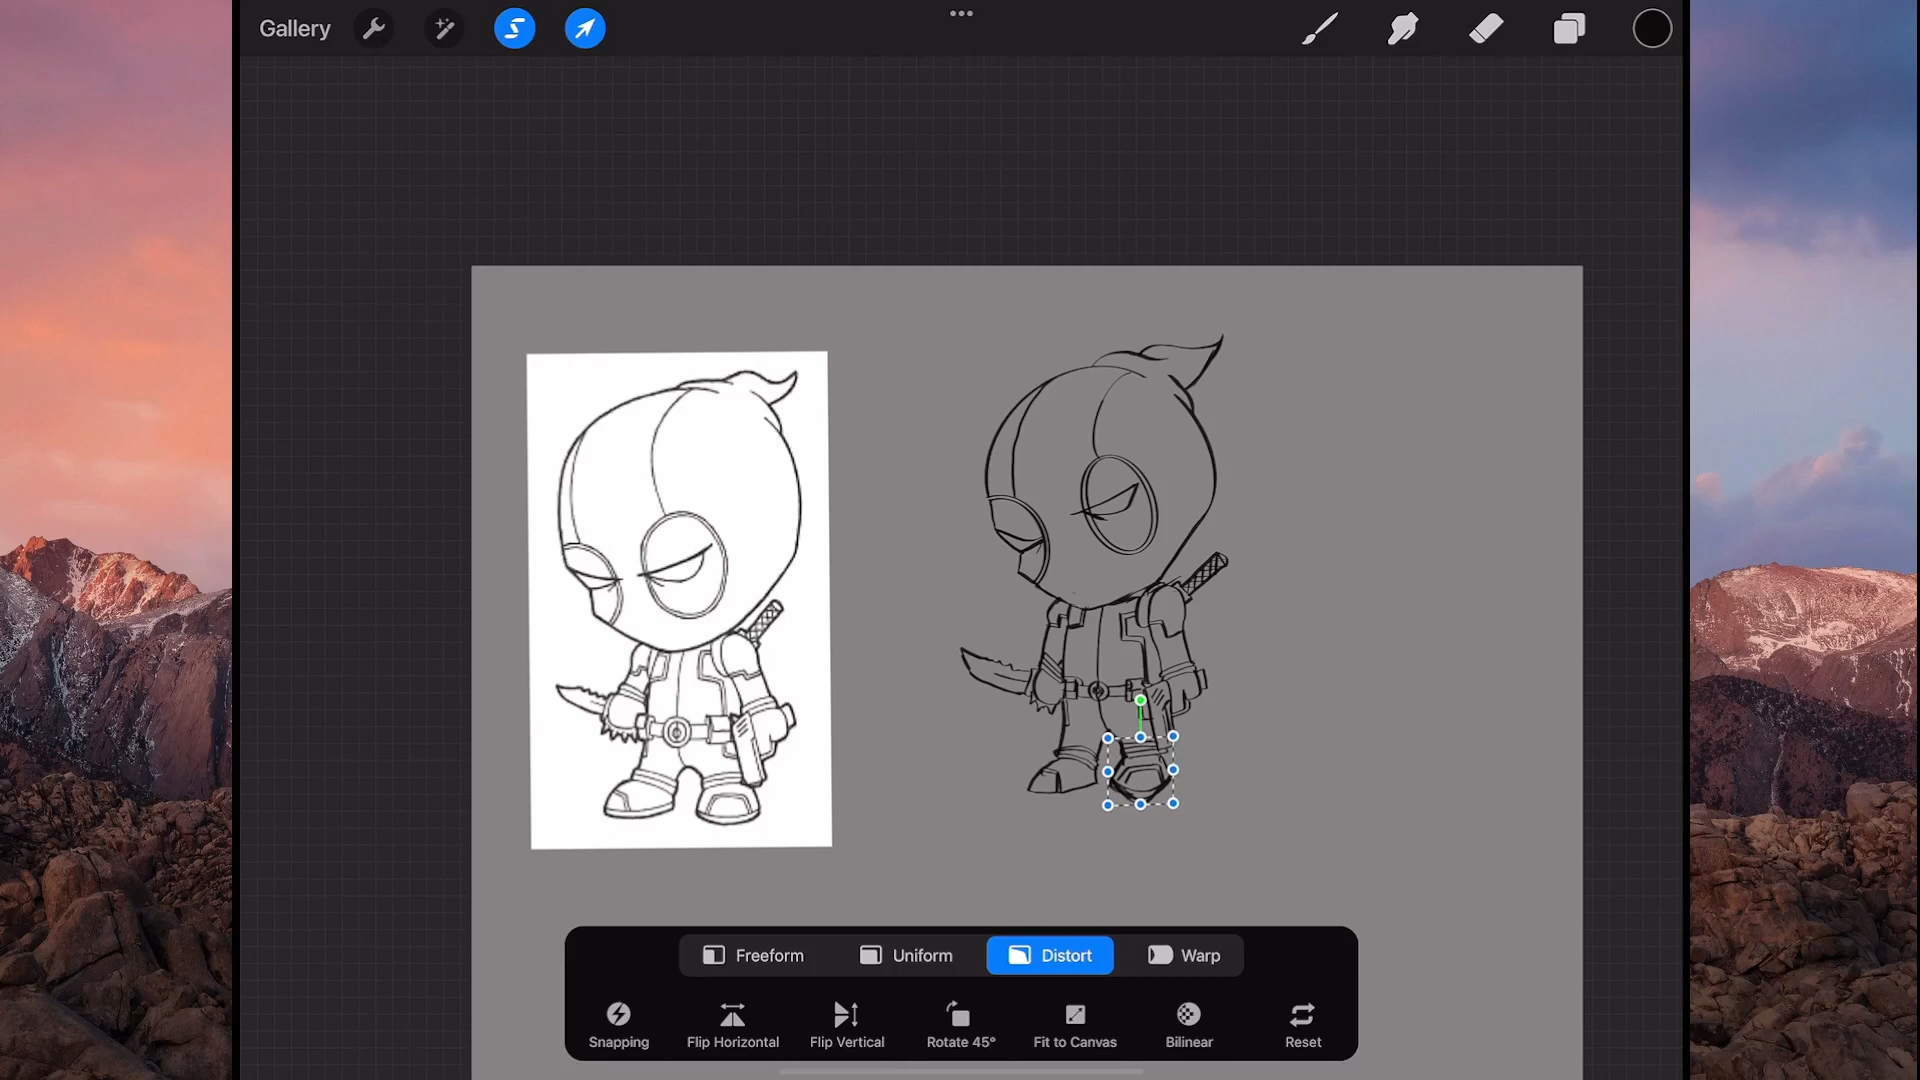 Gallery
Freeform Uniform Distort Warp
Snapping Flip Horizontal Flip Vertical Rotate 45° Fit to Canvas Bilinear Reset